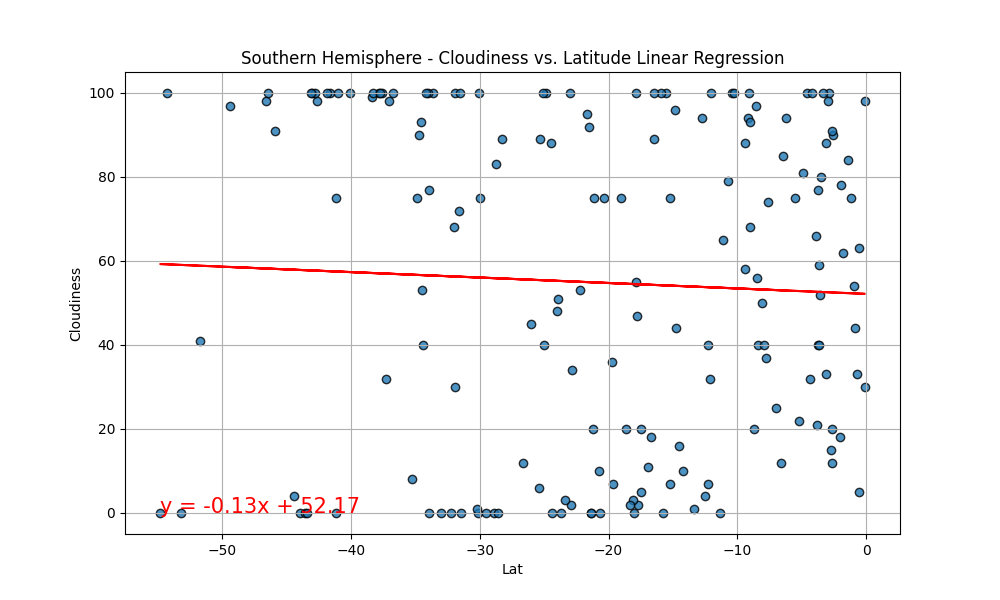 Southern Hemisphere - Cloudiness vs. Latitude Linear Regression
100
80
60
40
20
0
Cloudiness
y = -0.13x + 52.17
−50 −40 −30 −20 −10 0
Lat